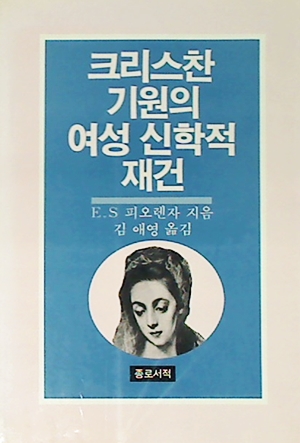 크리스찬
기원의
여성 신학적
재건
E.S 피오렌자 지음
김 애영 옮김
종로서적